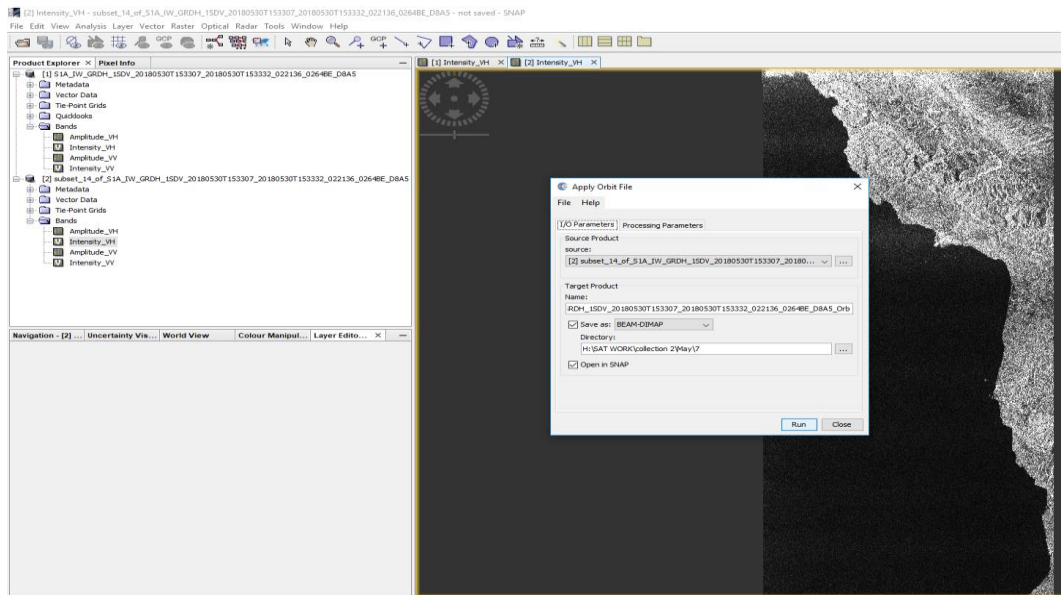 [2] Intensity_VH - subset_14_of_S1A_IW_GRDH_1SDV_20180530T153307_20180530T153332_022136_0264BE_D8A5 - not saved - SNAP
File Edit View Analysis Layer Vector Raster Optical Radar Tools Window Help
GCP
GCP
Product Explorer × Pixel Info
[1] S1A_IW_GRDH_1SDV_20180530T153307_20180530T153332_022136_0264BE_D8A5
Metadata
Vector Data
Tie-Point Grids
Quicklooks
Bands
Amplitude_VH
Intensity_VH
Amplitude_VV
Intensity_VV
[2] subset_14_of_S1A_IW_GRDH_1SDV_20180530T153307_20180530T153332_022136_0264BE_D8A5
Metadata
Vector Data
Tie-Point Grids
Bands
Amplitude_VH
Intensity_VH
Amplitude_VV
Intensity_VV
Navigation - [2] ... Uncertainty Vis... World View Colour Manipul... Layer Edito... ×
[1] Intensity_VH × [2] Intensity_VH ×
Apply Orbit File
File Help
I/O Parameters Processing Parameters
Source Product
source:
[2] subset_14_of_S1A_IW_GRDH_1SDV_20180530T153307_20180... ...
Target Product
Name:
RDH_1SDV_20180530T153307_20180530T153332_022136_0264BE_D8A5_Orb
Save as: BEAM-DIMAP
Directory:
H:\SAT WORK\collection 2\May\7 ...
Open in SNAP
Run Close